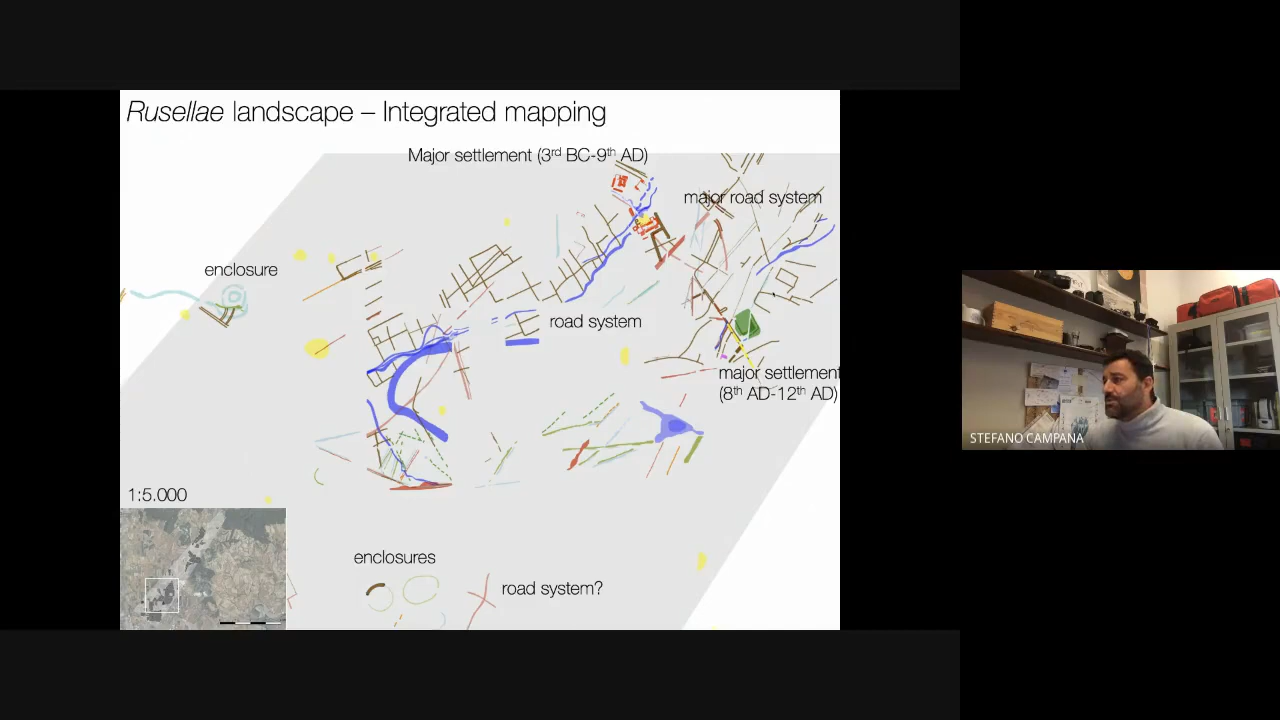 Rusellae landscape – Integrated mapping
Major settlement (3rd BC-9th AD)
major road system
enclosure
road system
major settlement
(8th AD-12th AD)
1:5.000
enclosures
road system?
STEFANO CAMPANA